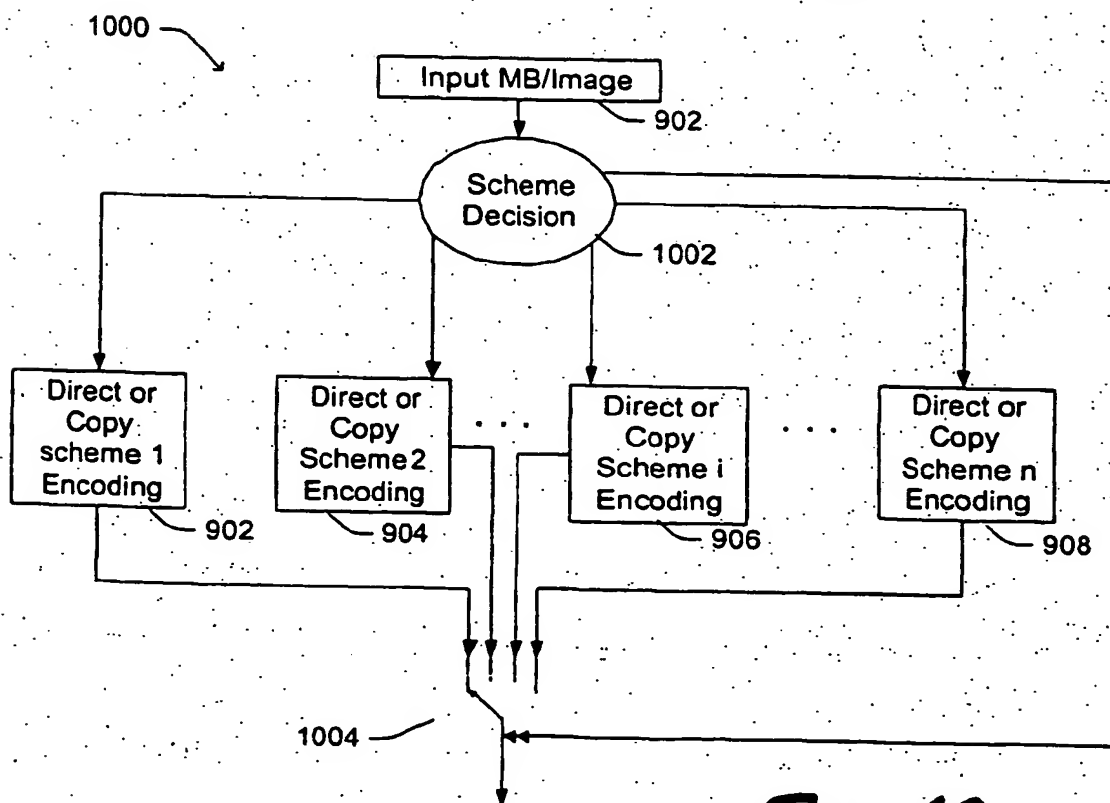 1000
Input MB/Image
902
Scheme
Decision
1002
Direct or
Copy
scheme 1
Encoding
902
Direct or
Copy
Scheme 2
Encoding
904
. . .
Direct or
Copy
Scheme i
Encoding
906
. . .
Direct or
Copy
Scheme n
Encoding
908
1004